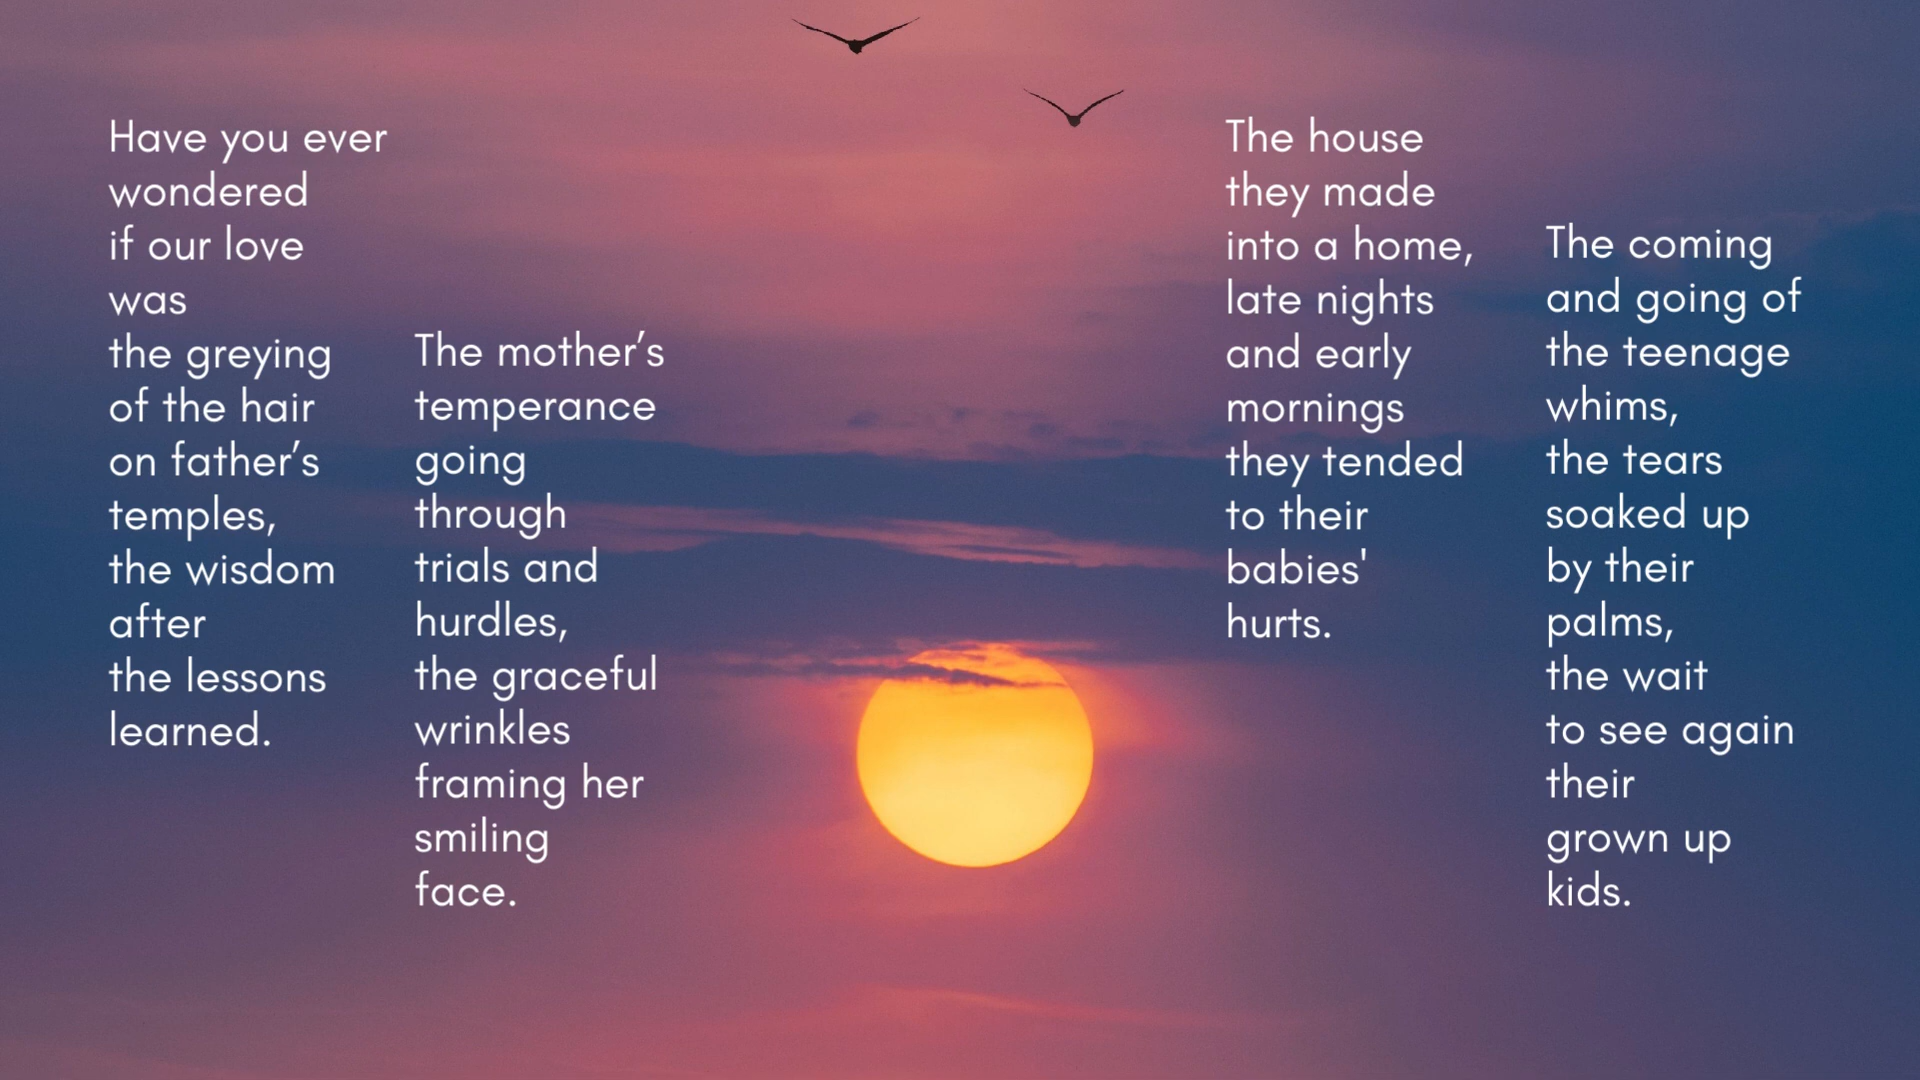 Have you ever
wondered
if our love
was
the greying
of the hair
on father’s
temples,
the wisdom
after
the lessons
learned.
The mother’s
temperance
going
through
trials and
hurdles,
the graceful
wrinkles
framing her
smiling
face.
The house
they made
into a home,
late nights
and early
mornings
they tended
to their
babies'
hurts.
The coming
and going of
the teenage
whims,
the tears
soaked up
by their
palms,
the wait
to see again
their
grown up
kids.